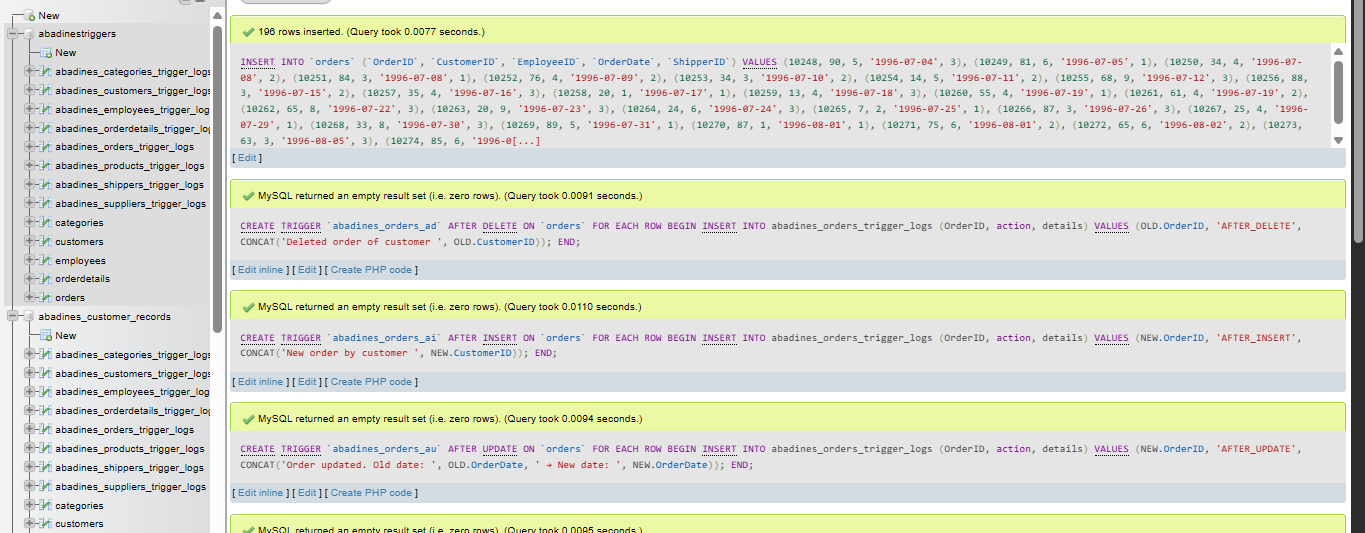 New
abadinestriggers
New
abadines_categories_trigger_logs
abadines_customers_trigger_logs
abadines_employees_trigger_log
abadines_orderdetails_trigger_log
abadines_orders_trigger_logs
abadines_products_trigger_logs
abadines_shippers_trigger_logs
abadines_suppliers_trigger_logs
categories
customers
employees
orderdetails
orders
abadines_customer_records
New
abadines_categories_trigger_logs
abadines_customers_trigger_logs
abadines_employees_trigger_log
abadines_orderdetails_trigger_log
abadines_orders_trigger_logs
abadines_products_trigger_logs
abadines_shippers_trigger_logs
abadines_suppliers_trigger_logs
categories
customers
196 rows inserted. (Query took 0.0077 seconds.)
INSERT INTO `orders` (`OrderID`, `CustomerID`, `EmployeeID`, `OrderDate`, `ShipperID`) VALUES (10248, 90, 5, '1996-07-04', 3), (10249, 81, 6, '1996-07-05', 1), (10250, 34, 4, '1996-07-
08', 2), (10251, 84, 3, '1996-07-08', 1), (10252, 76, 4, '1996-07-09', 2), (10253, 34, 3, '1996-07-10', 2), (10254, 14, 5, '1996-07-11', 2), (10255, 68, 9, '1996-07-12', 3), (10256, 88,
3, '1996-07-15', 2), (10257, 35, 4, '1996-07-16', 3), (10258, 20, 1, '1996-07-17', 1), (10259, 13, 4, '1996-07-18', 3), (10260, 55, 4, '1996-07-19', 1), (10261, 61, 4, '1996-07-19', 2),
(10262, 65, 8, '1996-07-22', 3), (10263, 20, 9, '1996-07-23', 3), (10264, 24, 6, '1996-07-24', 3), (10265, 7, 2, '1996-07-25', 1), (10266, 87, 3, '1996-07-26', 3), (10267, 25, 4, '1996-
07-29', 1), (10268, 33, 8, '1996-07-30', 3), (10269, 89, 5, '1996-07-31', 1), (10270, 87, 1, '1996-08-01', 1), (10271, 75, 6, '1996-08-01', 2), (10272, 65, 6, '1996-08-02', 2), (10273,
63, 3, '1996-08-05', 3), (10274, 85, 6, '1996-0[...]
[ Edit ]
MySQL returned an empty result set (i.e. zero rows). (Query took 0.0091 seconds.)
CREATE TRIGGER `abadines_orders_ad` AFTER DELETE ON `orders` FOR EACH ROW BEGIN INSERT INTO abadines_orders_trigger_logs (OrderID, action, details) VALUES (OLD.OrderID, 'AFTER_DELETE',
CONCAT('Deleted order of customer ', OLD.CustomerID)); END;
[ Edit inline ] [ Edit ] [ Create PHP code ]
MySQL returned an empty result set (i.e. zero rows). (Query took 0.0110 seconds.)
CREATE TRIGGER `abadines_orders_ai` AFTER INSERT ON `orders` FOR EACH ROW BEGIN INSERT INTO abadines_orders_trigger_logs (OrderID, action, details) VALUES (NEW.OrderID, 'AFTER_INSERT',
CONCAT('New order by customer ', NEW.CustomerID)); END;
[ Edit inline ] [ Edit ] [ Create PHP code ]
MySQL returned an empty result set (i.e. zero rows). (Query took 0.0094 seconds.)
CREATE TRIGGER `abadines_orders_au` AFTER UPDATE ON `orders` FOR EACH ROW BEGIN INSERT INTO abadines_orders_trigger_logs (OrderID, action, details) VALUES (NEW.OrderID, 'AFTER_UPDATE',
CONCAT('Order updated. Old date: ', OLD.OrderDate, ' → New date: ', NEW.OrderDate)); END;
[ Edit inline ] [ Edit ] [ Create PHP code ]
MySQL returned an empty result set (i.e. zero rows). (Query took 0.0095 seconds.)